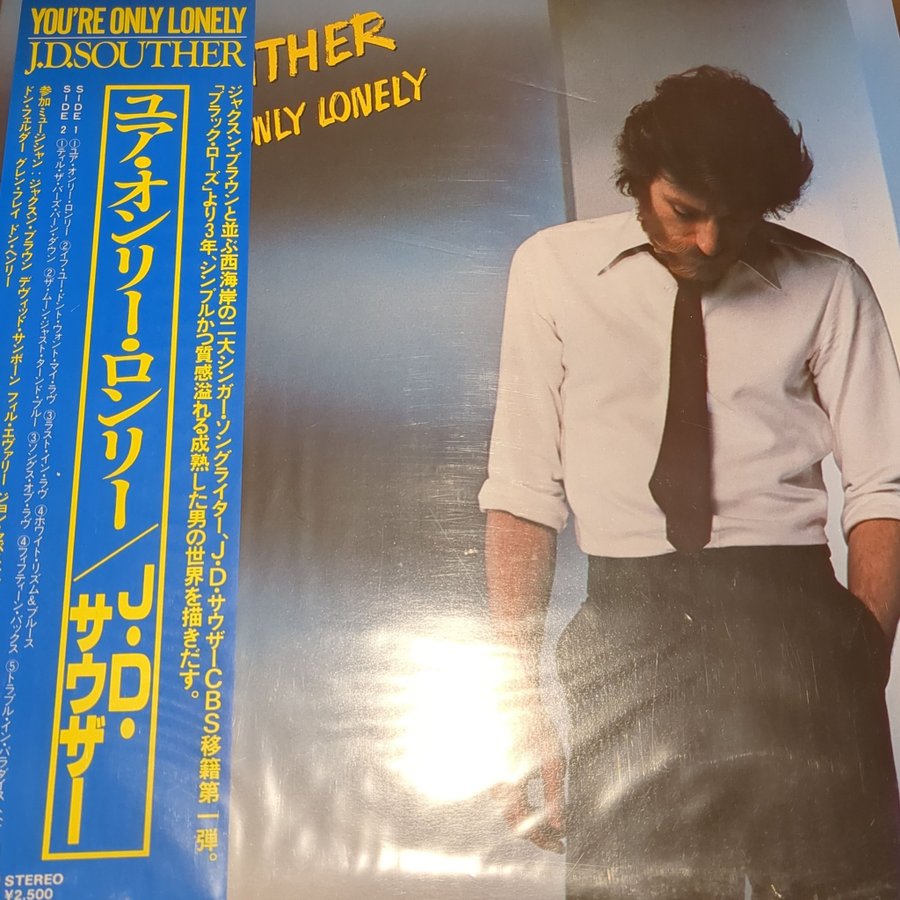 YOU'RE ONLY LONELY
J.D.SOUTHER
THER
ONLY LONELY
ジャクスン・ブラウンと並ぶ西海岸の二大シンガー・ソングライター、J・D・サウザーCBS移籍第一弾。
「ブラック・ローズ」より3年、シンプルかつ質感溢れる成熟した男の世界を描きだす。
ユア・オンリー・ロンリー/J・D・サウザー
SIDE 1 ①ユア・オンリー・ロンリー ②イフ・ユー・ドント・ウォント・マイ・ラヴ ③ラスト・イン・ラヴ ④ホワイト・リズム&ブルース
SIDE 2 ①ティル・ザ・バーズ・バーン・ダウン ②ザ・ムーン・ジャスト・ターンド・ブルー ③ソングス・オブ・ラヴ ④フィフティーン・バックス ⑤トラブル・イン・パラダイス
参加ミュージシャン:ジャクスン・ブラウン デヴィッド・サンボーン フィル・エヴァリー ジョン
ドン・フェルダー グレン・フレイ ドン・ヘンリー
STEREO
¥2,500